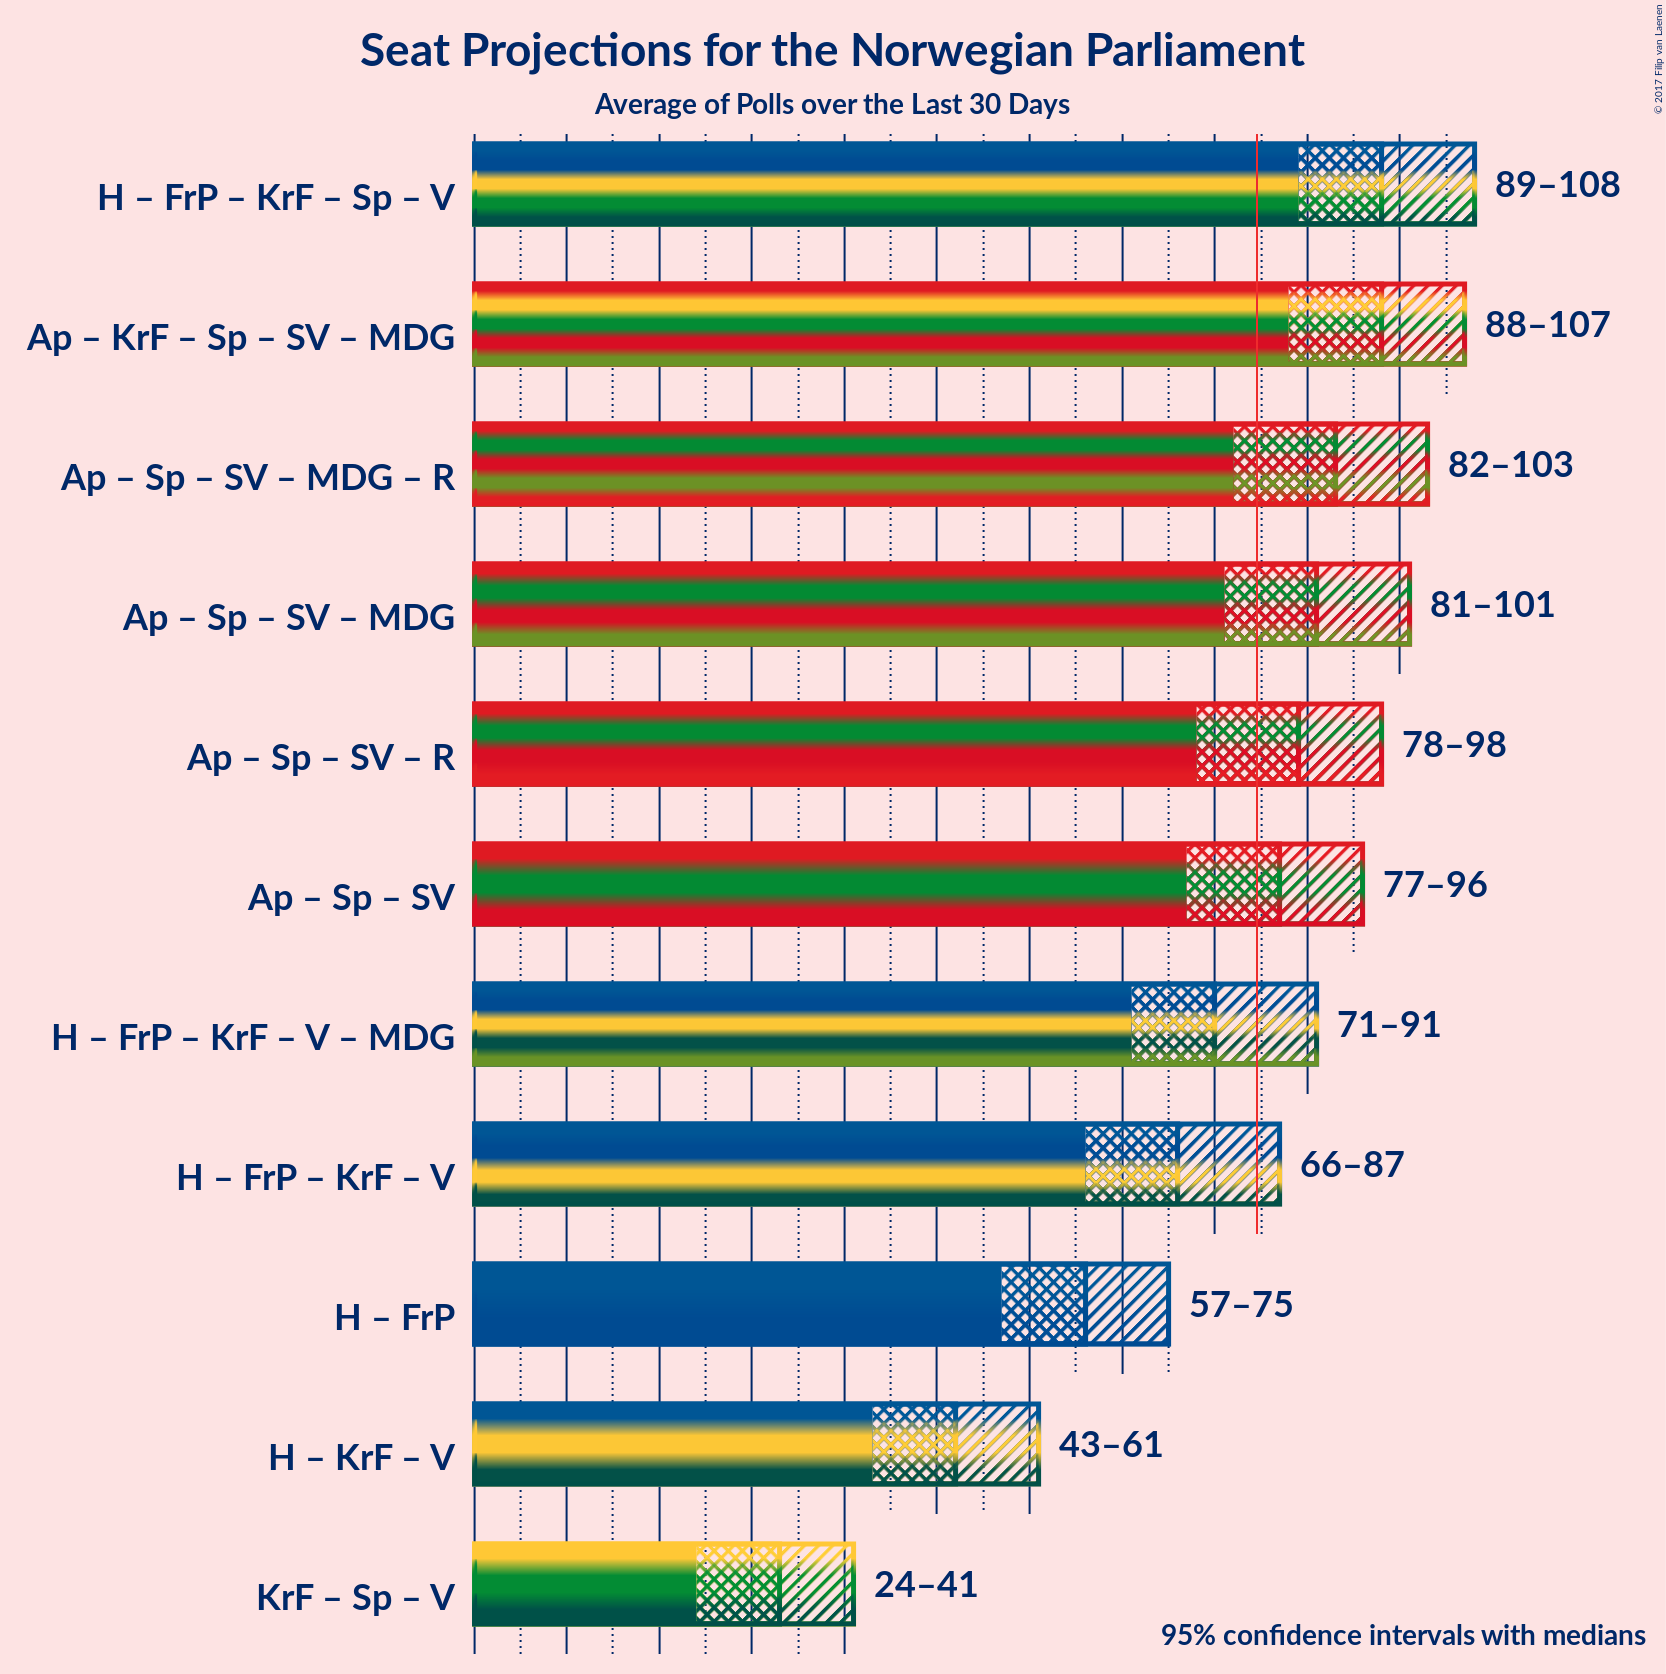 Seat Projections for the Norwegian Parliament
Average of Polls over the Last 30 Days
© 2017 Filip van Laenen
H – FrP – KrF – Sp – V
89–108
Ap – KrF – Sp – SV – MDG
88–107
Ap – Sp – SV – MDG – R
82–103
Ap – Sp – SV – MDG
81–101
Ap – Sp – SV – R
78–98
Ap – Sp – SV
77–96
H – FrP – KrF – V – MDG
71–91
H – FrP – KrF – V
66–87
H – FrP
57–75
H – KrF – V
43–61
KrF – Sp – V
24–41
95% confidence intervals with medians